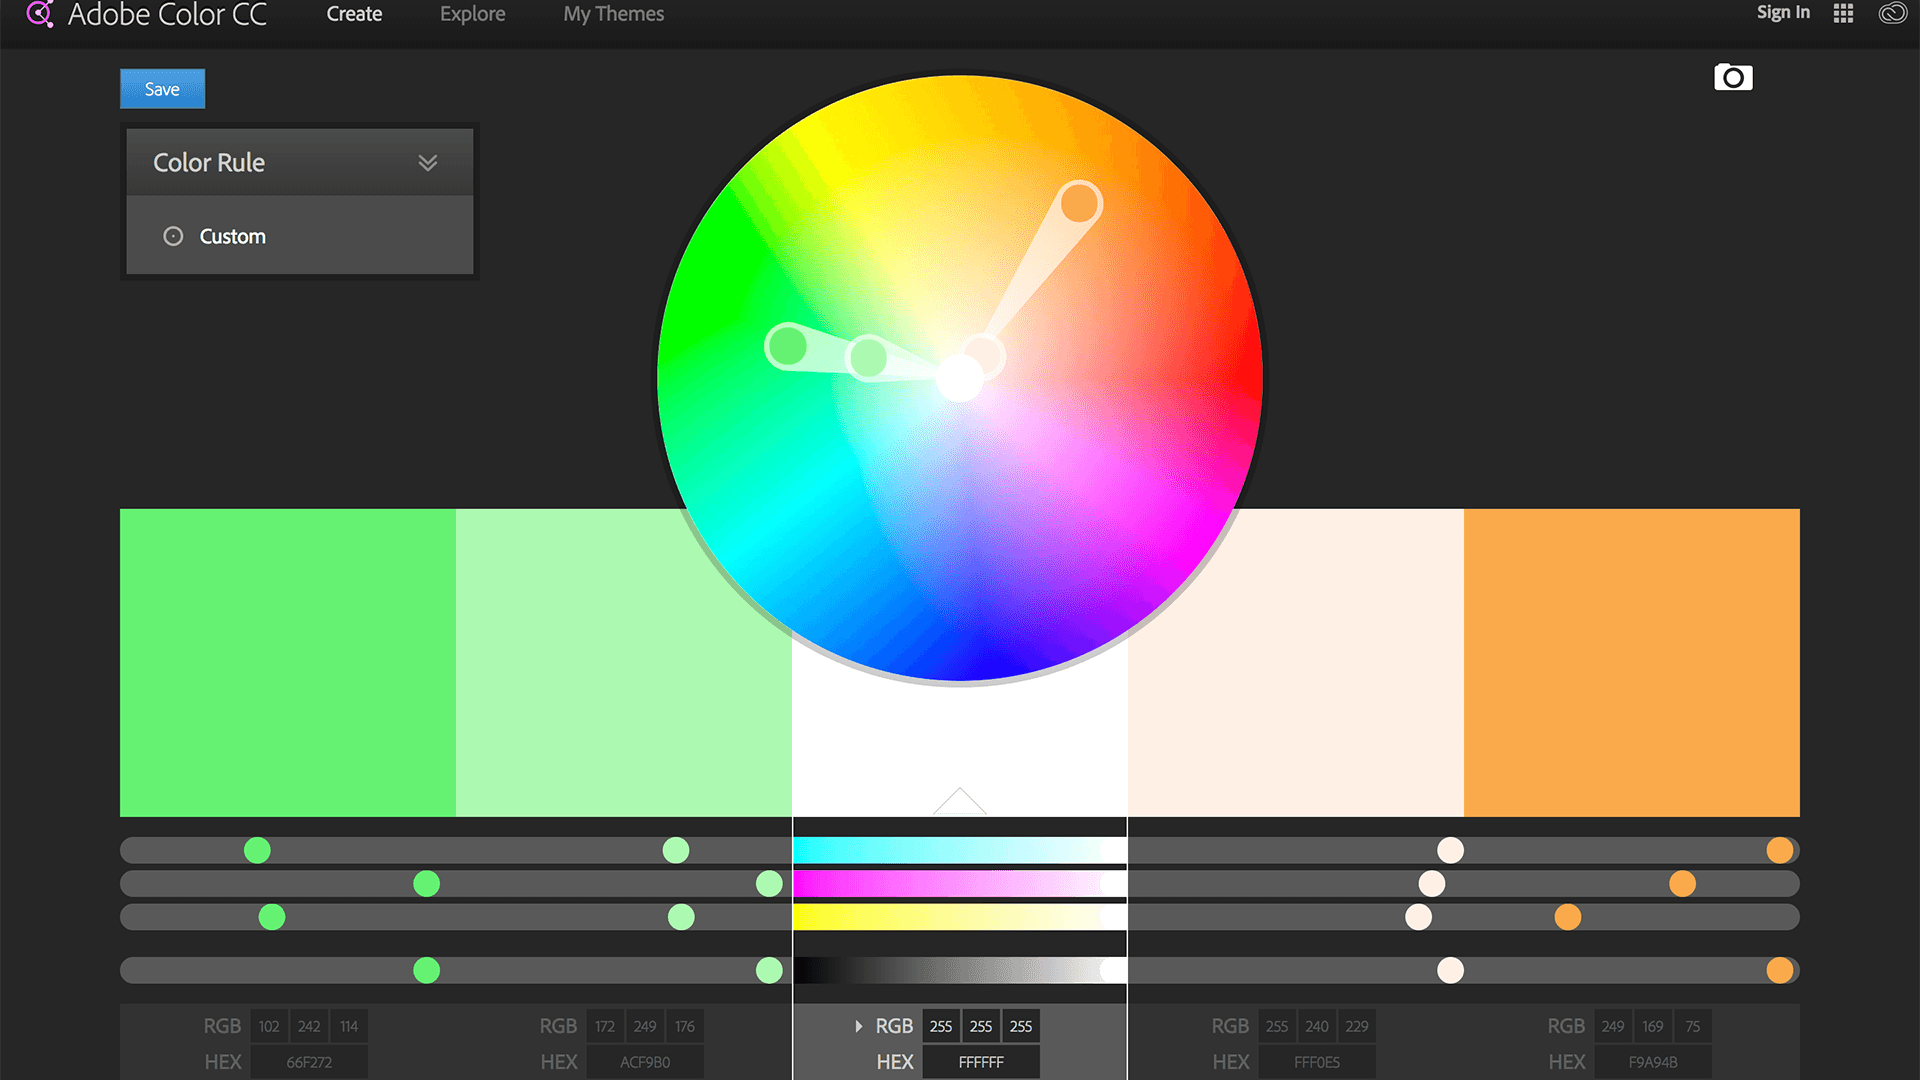 Adobe Color CC Create Explore My Themes Sign In
Save
Color Rule
Custom
RGB 102 242 114 RGB 172 249 176 RGB 255 255 255 RGB 255 240 229 RGB 249 169 75
HEX 66F272 HEX ACF9B0 HEX FFFFFF HEX FFF0E5 HEX F9A94B